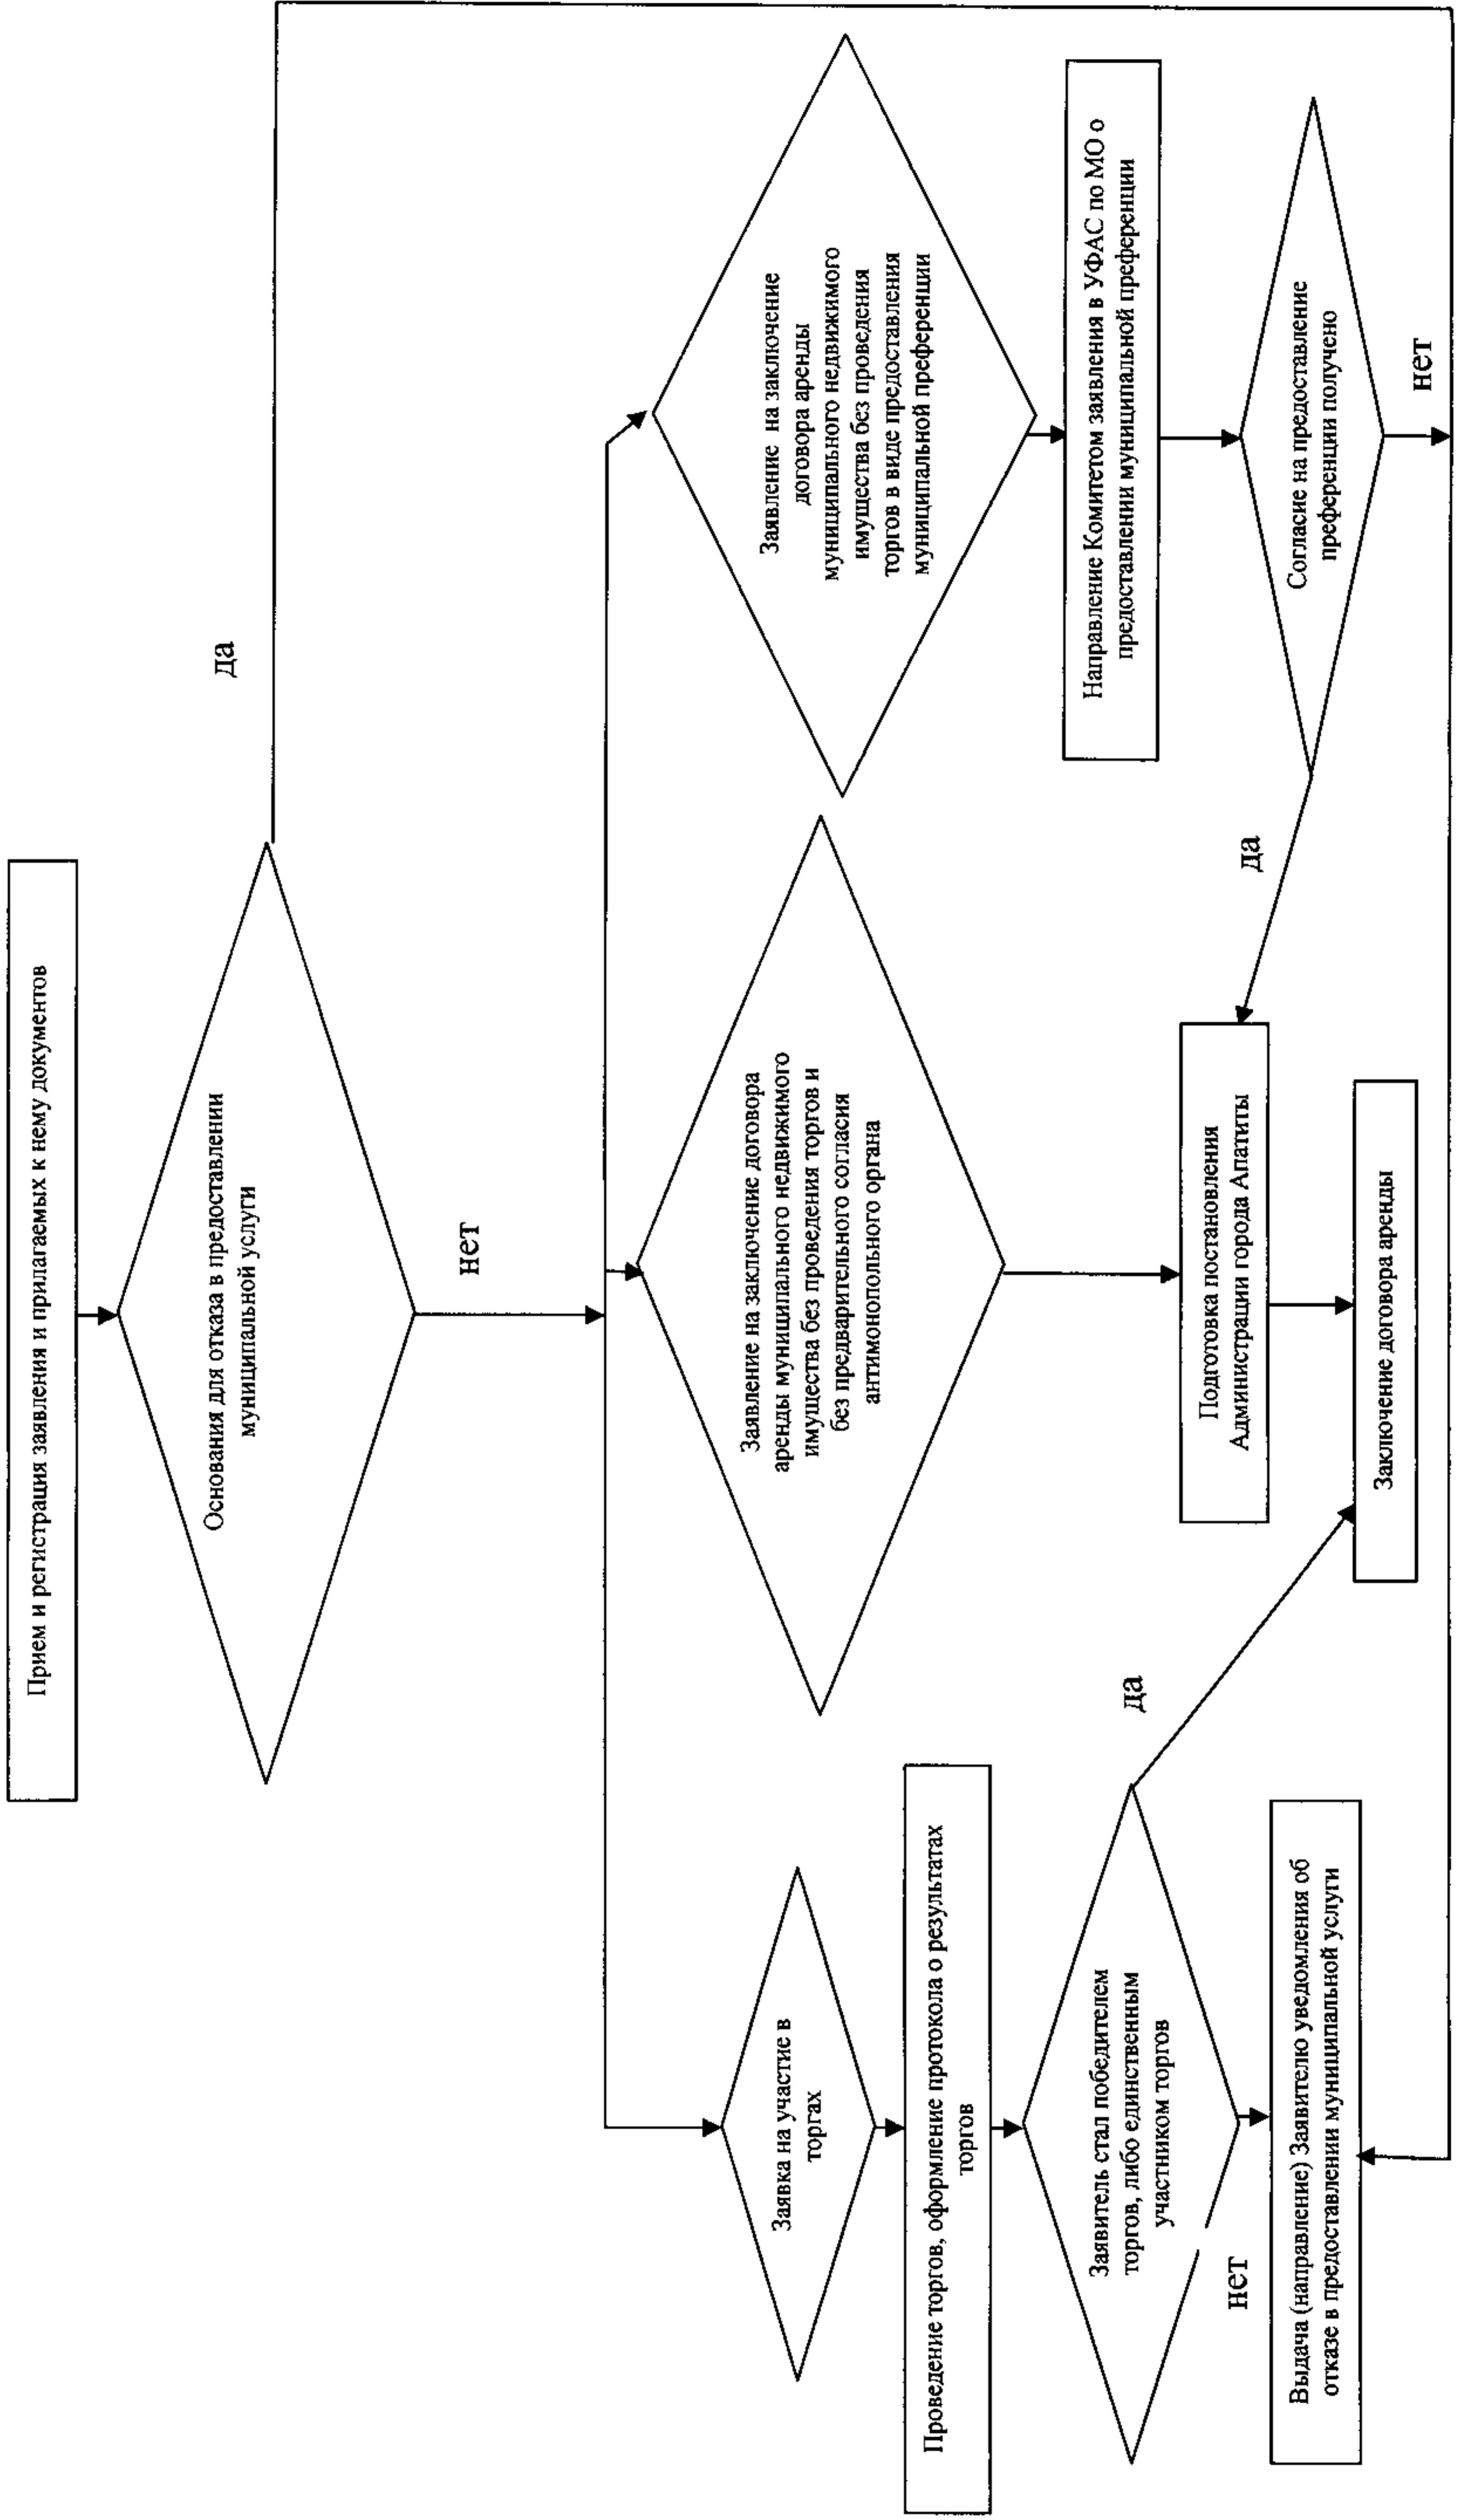 Прием и регистрация заявления и прилагаемых к нему документов
Основания для отказа в предоставлении
муниципальной услуги
да
нет
Заявка на участие в
торгах
Заявление на заключение договора
аренды муниципального недвижимого
имущества без проведения торгов и
без предварительного согласия
антимонопольного органа
Заявление на заключение
договора аренды
муниципального недвижимого
имущества без проведения
торгов в виде предоставления
муниципальной преференции
Проведение торгов, оформление протокола о результатах
торгов
Направление Комитетом заявления в УФАС по МО о
предоставлении муниципальной преференции
Заявитель стал победителем
торгов, либо единственным
участником торгов
да
нет
Подготовка постановления
Администрации города Апатиты
да
Согласие на предоставление
преференции получено
нет
Выдача (направление) Заявителю уведомления об
отказе в предоставлении муниципальной услуги
Заключение договора аренды